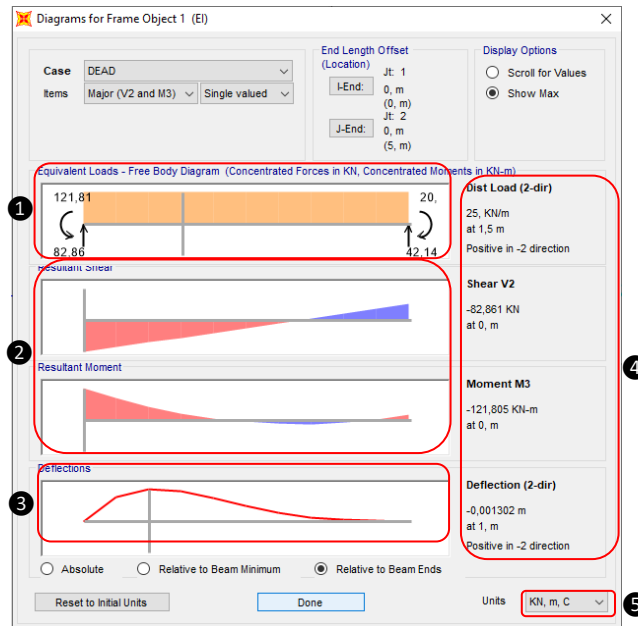 Diagrams for Frame Object 1 (EI)
Case
DEAD
Items
Major (V2 and M3)
Single valued
End Length Offset
(Location)
I-End:
Jt: 1
0, m
(0, m)
J-End:
Jt: 2
0, m
(5, m)
Display Options
Scroll for Values
Show Max
Equivalent Loads - Free Body Diagram (Concentrated Forces in KN, Concentrated Moments in KN-m)
1
121,81
20,
82,86
42,14
Dist Load (2-dir)
25, KN/m
at 1,5 m
Positive in -2 direction
Resultant Shear
2
Shear V2
-82,861 KN
at 0, m
4
Resultant Moment
Moment M3
-121,805 KN-m
at 0, m
Deflections
3
Deflection (2-dir)
-0,001302 m
at 1, m
Positive in -2 direction
Absolute
Relative to Beam Minimum
Relative to Beam Ends
Reset to Initial Units
Done
Units
KN, m, C
5